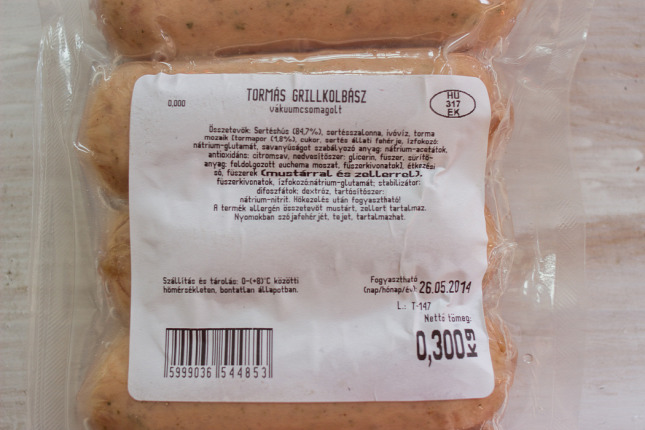 0,000
TORMÁS GRILLKOLBÁSZ
vákuumcsomagolt
HU
317
EK
Összetevők: Sertéshús (84,7%), sertésszalonna, ivóvíz, torma
mozaik [tormapor (1,8%), cukor, sertés állati fehérje, ízfokozó:
nátrium-glutamát, savanyúságot szabályozó anyag: nátrium-acetátok,
antioxidáns: citromsav, nedvesítőszer: glicerin, fűszer, sűrítő-
anyag: feldolgozott euchema moszat, fűszerkivonatok], étkezési
só, fűszerek (mustárral és zellerrel),
fűszerkivonatok, ízfokozó:nátrium-glutamát; stabilizátor:
difoszfátok; dextróz, tartósítószer:
nátrium-nitrit. Hőkezelés után fogyasztható!
A termék allergén összetevőt mustárt, zellert tartalmaz.
Nyomokban szójafehérjét, tejet, tartalmazhat.
Szállítás és tárolás: 0-(+8)°C közötti
hőmérsékleten, bontatlan állapotban.
Fogyasztható
(nap/hónap/év): 26.05.2014
L.: T-147
Nettó tömeg:
0,300 kg
5999036 544853